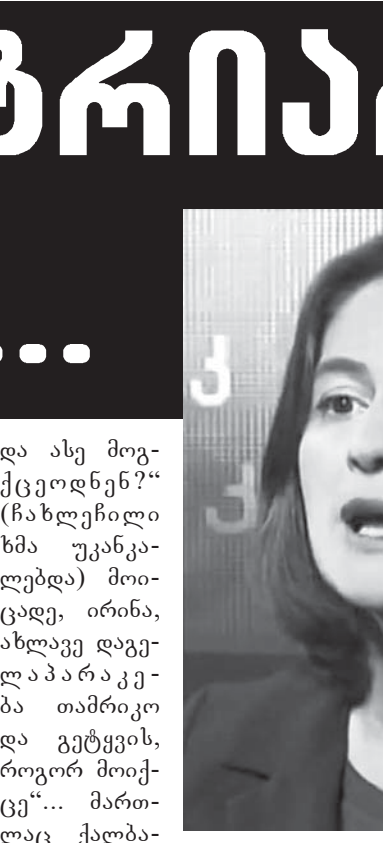 ტრია
...
კ
კ
და ასე მოგ-
ქცეოდნენ?“
(ჩახლეჩილი
ხმა უკანკა-
ლებდა) მოი-
ცადე, ირინა,
ახლავე დაგე-
ლაპარაკე-
ბა თამრიკო
და გეტყვის,
როგორ მოიქ-
ცე“... მართ-
ლაც ქალბა-